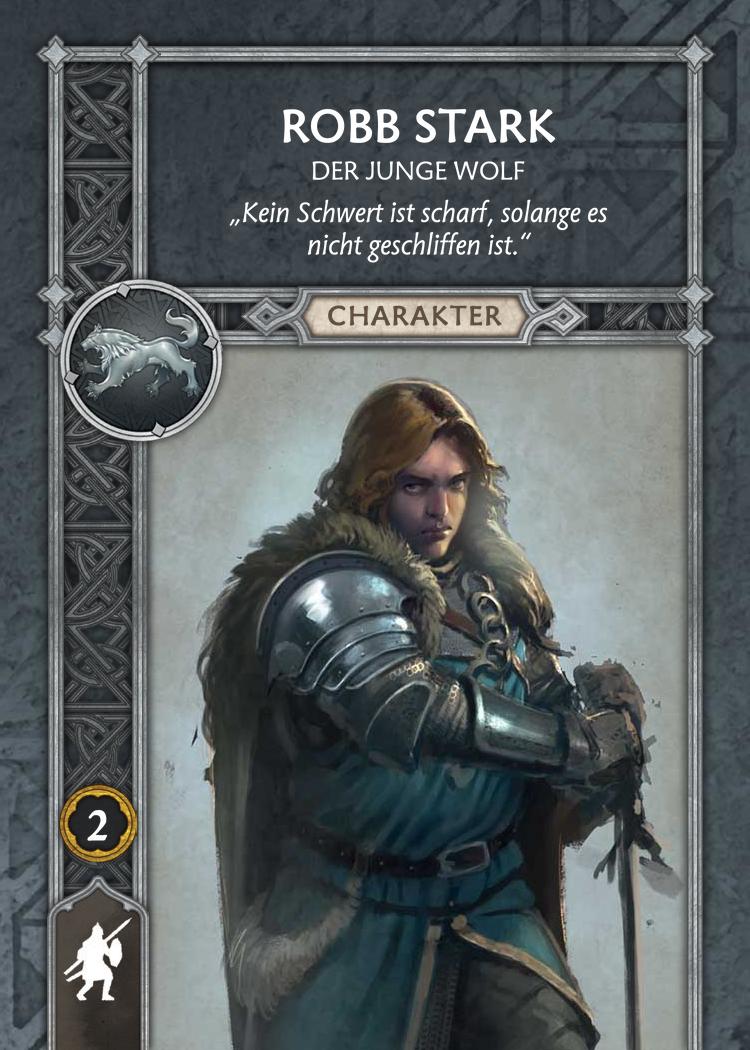 ROBB STARK
DER JUNGE WOLF
„Kein Schwert ist scharf, solange es
nicht geschliffen ist.“
CHARAKTER
2